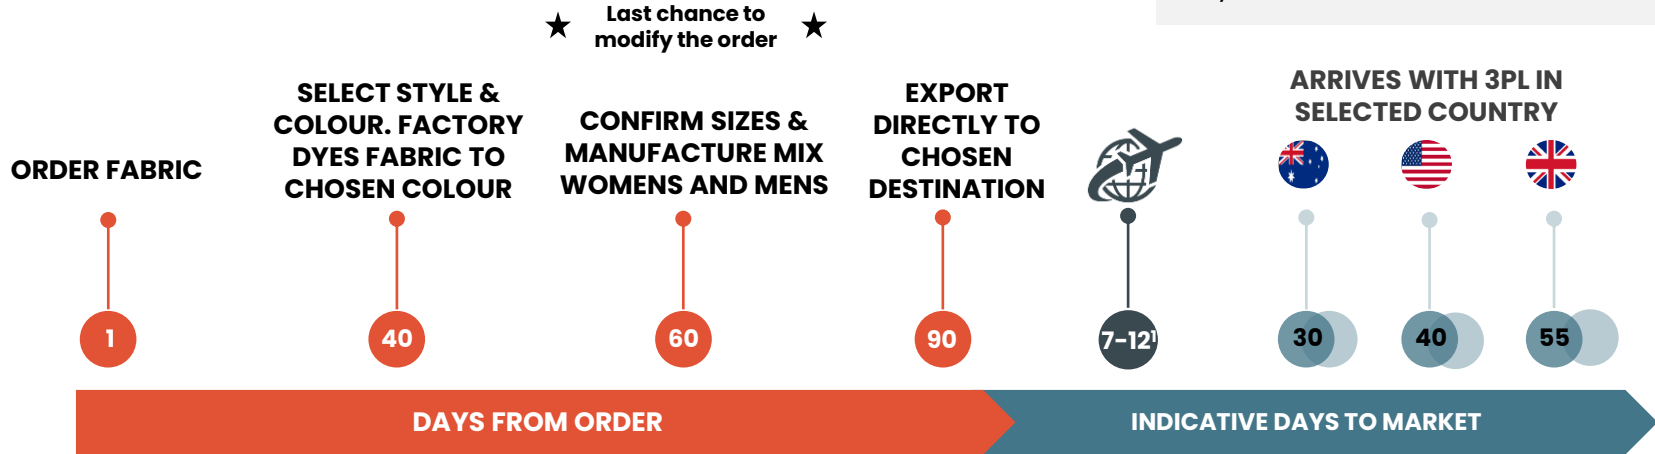 Last chance to
modify the order
ORDER FABRIC
SELECT STYLE &
COLOUR. FACTORY
DYES FABRIC TO
CHOSEN COLOUR
CONFIRM SIZES &
MANUFACTURE MIX
WOMENS AND MENS
EXPORT
DIRECTLY TO
CHOSEN
DESTINATION
ARRIVES WITH 3PL IN
SELECTED COUNTRY
1
40
60
90
7-12¹
30
40
55
DAYS FROM ORDER
INDICATIVE DAYS TO MARKET